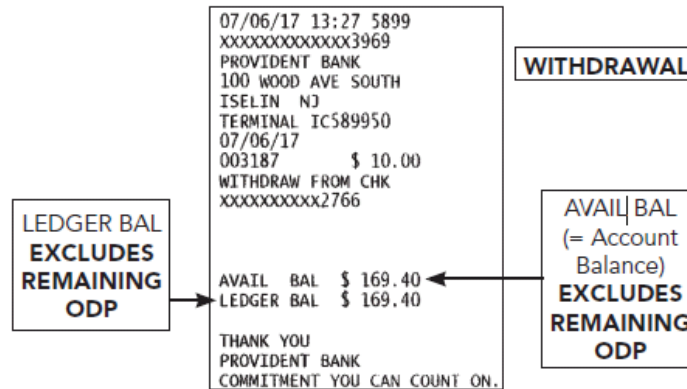 07/06/17 13:27 5899
XXXXXXXXXXXXX3969
PROVIDENT BANK
100 WOOD AVE SOUTH
ISELIN NJ
TERMINAL IC589950
07/06/17
003187 $ 10.00
WITHDRAW FROM CHK
XXXXXXXXXX2766
AVAIL BAL $ 169.40
LEDGER BAL $ 169.40
THANK YOU
PROVIDENT BANK
COMMITMENT YOU CAN COUNT ON.
WITHDRAWAL
LEDGER BAL
EXCLUDES
REMAINING
ODP
AVAIL BAL
(= Account
Balance)
EXCLUDES
REMAINING
ODP